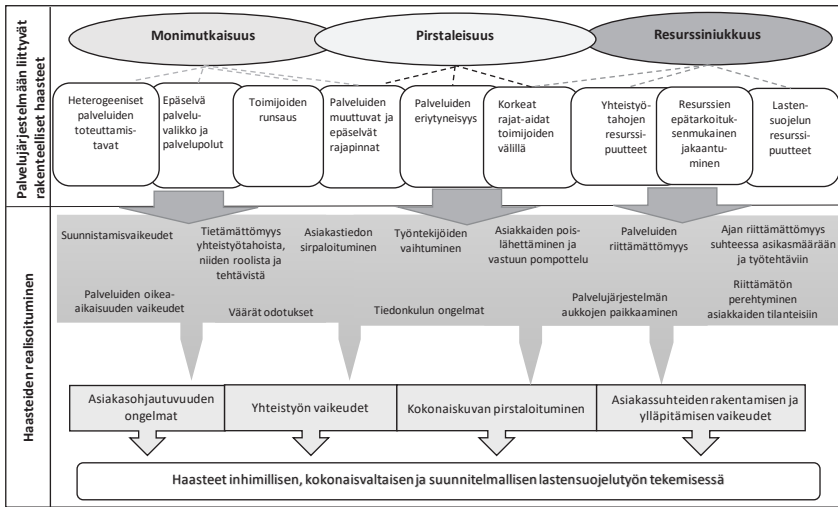 Palvelujärjestelmään liittyvät
rakenteelliset haasteet
Monimutkaisuus
Pirstaleisuus
Resurssiniukkuus
Heterogeeniset
palveluiden
toteuttamis-
tavat
Epäselvä
palvelu-
valikko ja
palvelupolut
Toimijoiden
runsaus
Palveluiden
muuttuvat ja
epäselvät
rajapinnat
Palveluiden
eriytyneisyys
Korkeat
rajat-aidat
toimijoiden
välillä
Yhteistyö-
tahojen
resurssi-
puutteet
Resurssien
epätarkoituk-
senmukainen
jakaantu-
minen
Lasten-
suojelun
resurssi-
puutteet
Haasteiden realisoituminen
Suunnistamisvaikeudet
Tietämättömyys
yhteistyötahoista,
niiden roolista ja
tehtävistä
Asiakastiedon
sirpaloituminen
Työntekijöiden
vaihtuminen
Asiakkaiden pois-
lähettäminen ja
vastuun pompottelu
Palveluiden
riittämättömyys
Ajan riittämättömyys
suhteessa asikasmäärään
ja työtehtäviin
Palveluiden oikea-
aikaisuuden vaikeudet
Väärät odotukset
Tiedonkulun ongelmat
Palvelujärjestelmän
aukkojen paikkaaminen
Riittämätön
perehtyminen
asiakkaiden tilanteisiin
Asiakasohjautuvuuden
ongelmat
Yhteistyön vaikeudet
Kokonaiskuvan pirstaloituminen
Asiakassuhteiden rakentamisen ja
ylläpitämisen vaikeudet
Haasteet inhimillisen, kokonaisvaltaisen ja suunnitelmallisen lastensuojelutyön tekemisessä